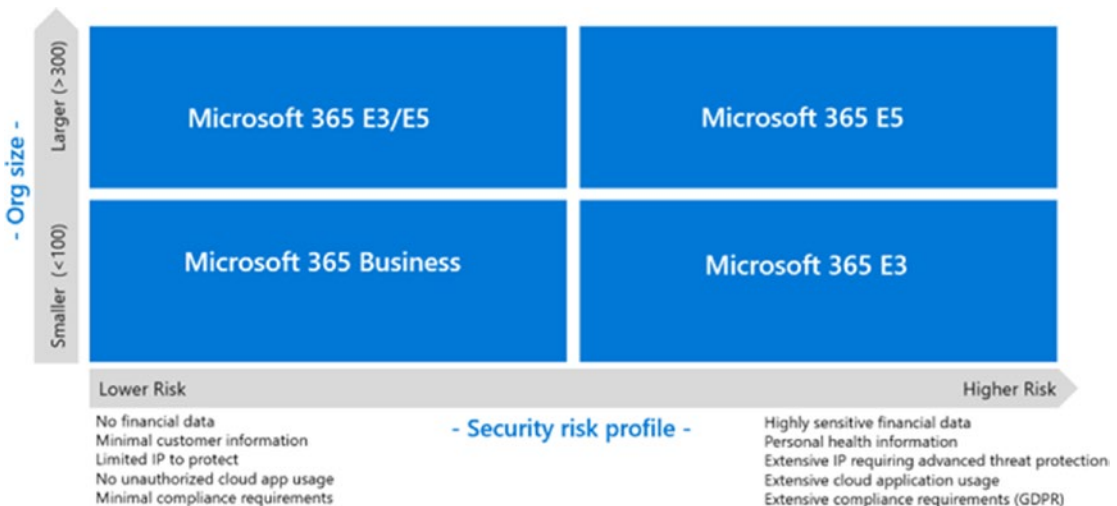 - Org size -
Larger (>300)
Smaller (<100)
Microsoft 365 E3/E5
Microsoft 365 E5
Microsoft 365 Business
Microsoft 365 E3
Lower Risk
Higher Risk
- Security risk profile -
No financial data
Minimal customer information
Limited IP to protect
No unauthorized cloud app usage
Minimal compliance requirements
Highly sensitive financial data
Personal health information
Extensive IP requiring advanced threat protection
Extensive cloud application usage
Extensive compliance requirements (GDPR)